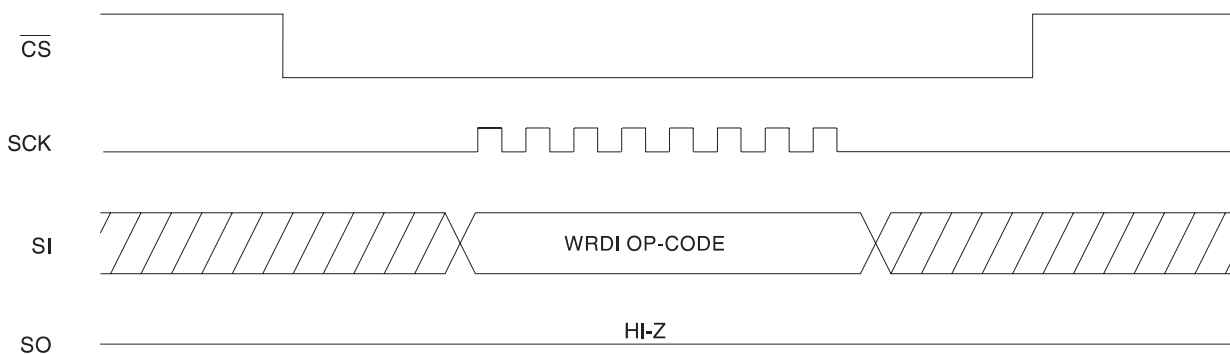 CS
SCK
SI
WRDI OP-CODE
HI-Z
SO